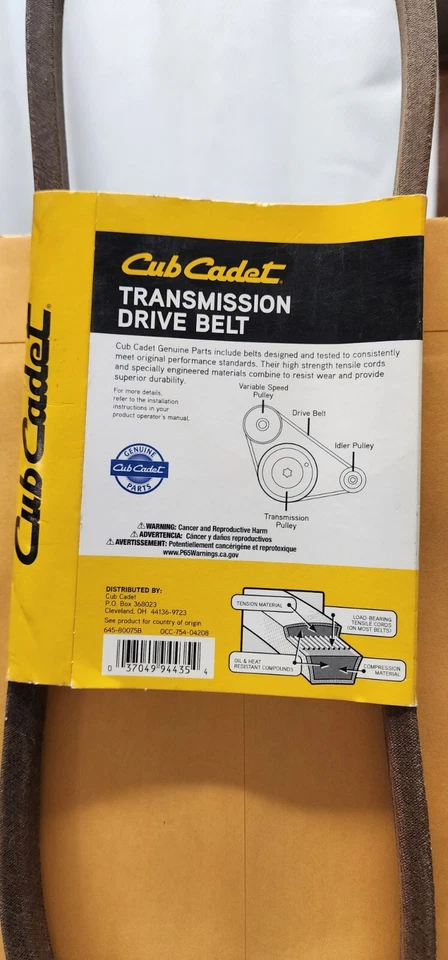 Cub Cadet
Cub Cadet®
TRANSMISSION
DRIVE BELT
Cub Cadet Genuine Parts include belts designed and tested to consistently
meet original performance standards. Their high strength tensile cords
and specially engineered materials combine to resist wear and provide
superior durability.
For more details,
refer to the installation
instructions in your
product operator's manual.
Variable Speed
Pulley
Drive Belt
Idler Pulley
Transmission
Pulley
GENUINE
Cub Cadet
PARTS
⚠WARNING: Cancer and Reproductive Harm
⚠ADVERTENCIA: Cáncer y daños reproductivos
⚠AVERTISSEMENT: Potentiellement cancérigène et reprotoxique
www.P65Warnings.ca.gov
DISTRIBUTED BY:
Cub Cadet
P.O. Box 368023
Cleveland, OH 44136-9723
See product for country of origin
645-80075B OCC-754-04208
0 37049 94435 4
TENSION MATERIAL
LOAD-BEARING
TENSILE CORDS
(ON MOST BELTS)
OIL & HEAT
RESISTANT COMPOUNDS
COMPRESSION
MATERIAL